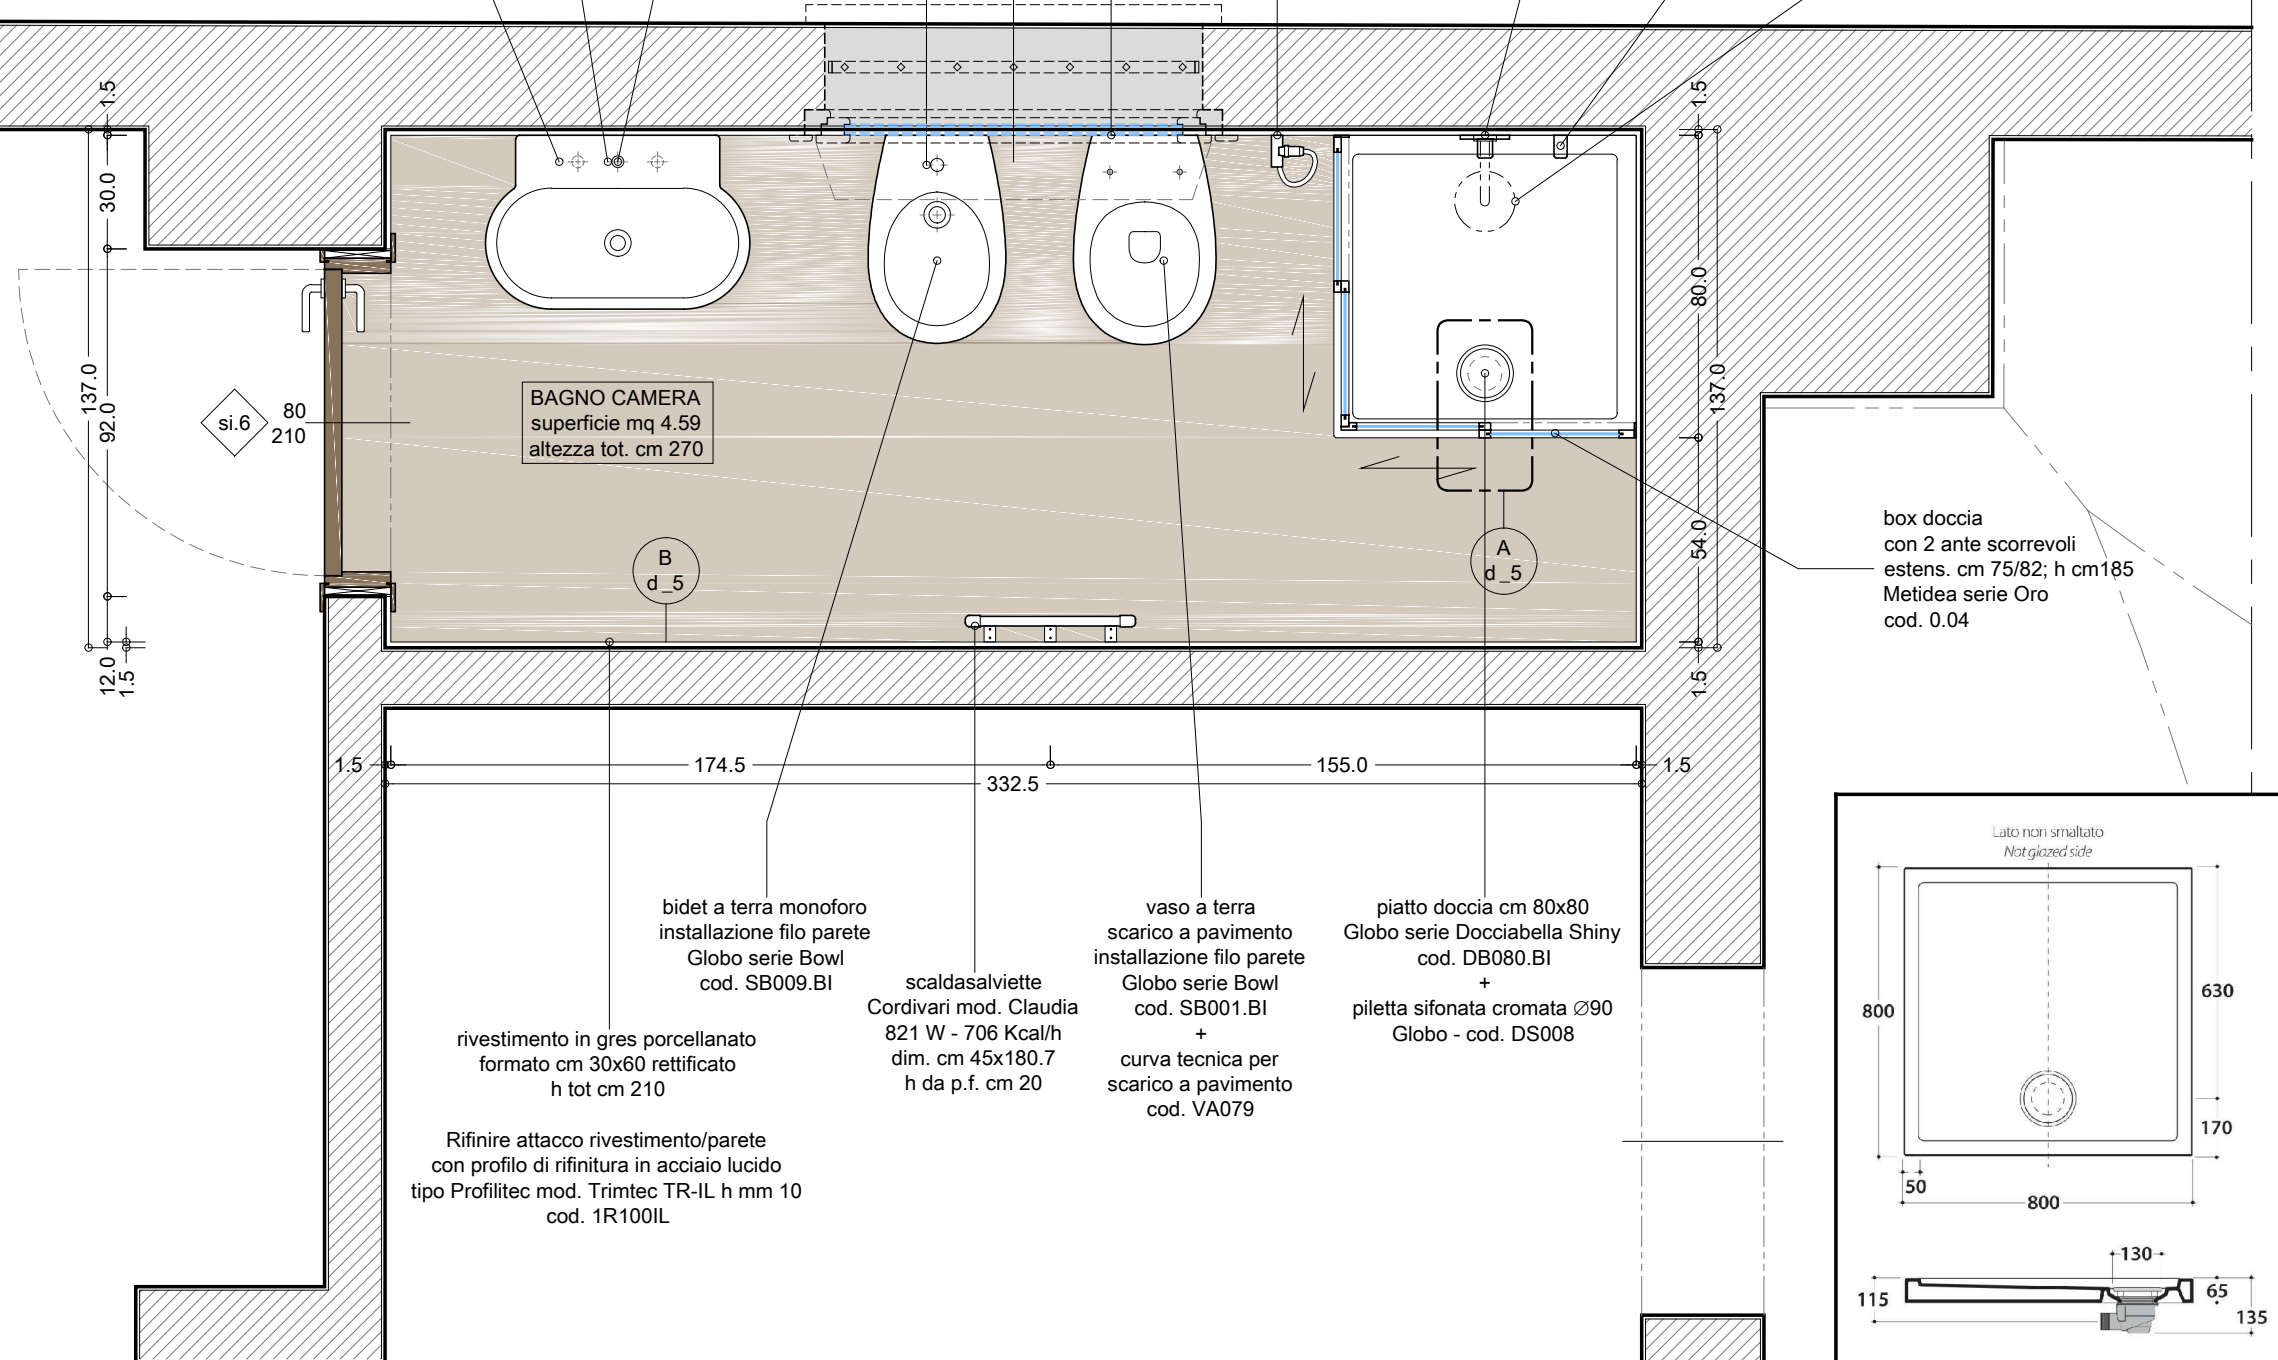 1.5
30.0
137.0
92.0
12.0
1.5
si.6
80
210
BAGNO CAMERA
superficie mq 4.59
altezza tot. cm 270
B
d_5
A
d_5
1.5
80.0
137.0
54.0
1.5
box doccia
con 2 ante scorrevoli
estens. cm 75/82; h cm185
Metidea serie Oro
cod. 0.04
1.5
174.5
155.0
1.5
332.5
bidet a terra monoforo
installazione filo parete
Globo serie Bowl
cod. SB009.BI
scaldasalviette
Cordivari mod. Claudia
821 W - 706 Kcal/h
dim. cm 45x180.7
h da p.f. cm 20
vaso a terra
scarico a pavimento
installazione filo parete
Globo serie Bowl
cod. SB001.BI
+
curva tecnica per
scarico a pavimento
cod. VA079
piatto doccia cm 80x80
Globo serie Docciabella Shiny
cod. DB080.BI
+
piletta sifonata cromata ∅90
Globo - cod. DS008
rivestimento in gres porcellanato
formato cm 30x60 rettificato
h tot cm 210
Rifinire attacco rivestimento/parete
con profilo di rifinitura in acciaio lucido
tipo Profilitec mod. Trimtec TR-IL h mm 10
cod. 1R100IL
Lato non smaltato
Not glazed side
800
630
170
50
800
130
115
65
135